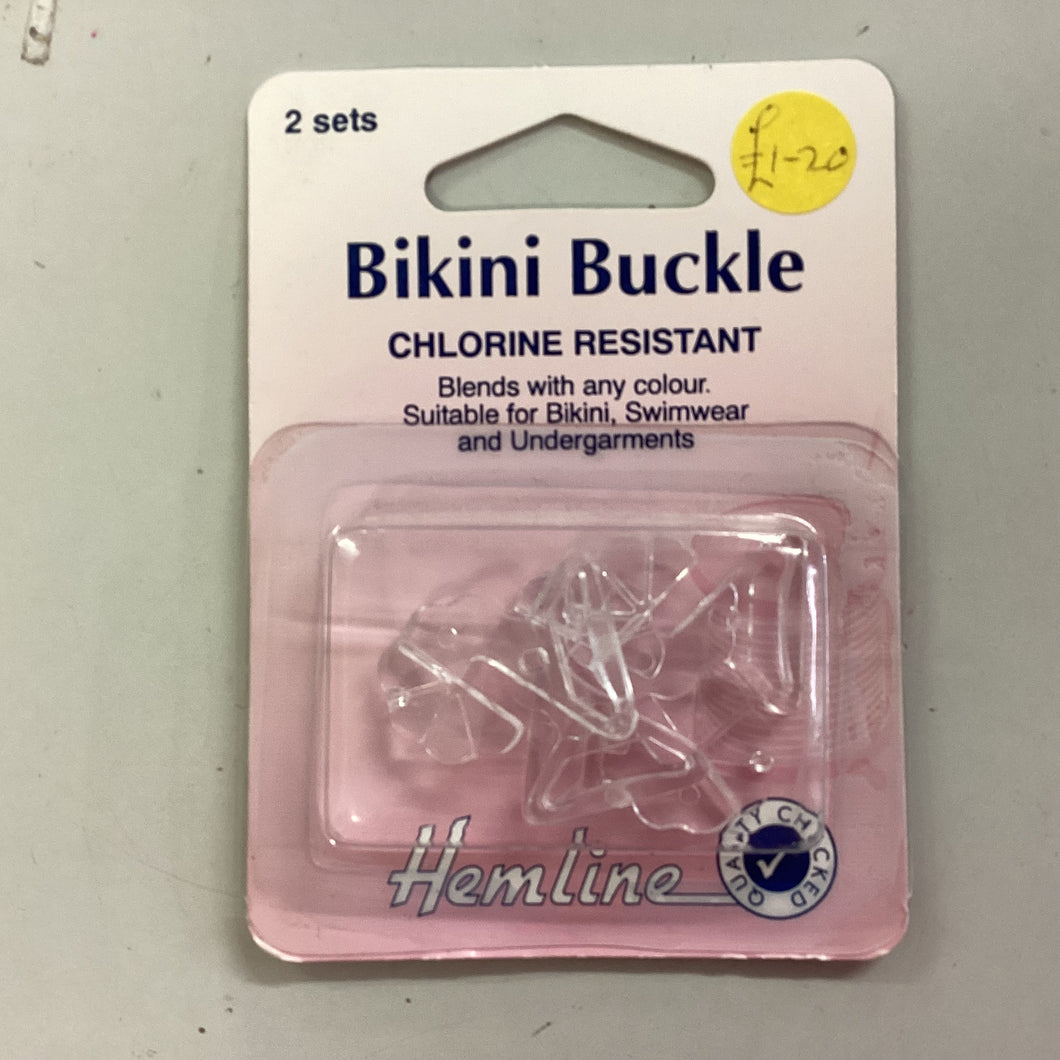 2 sets
£1-20
Bikini Buckle
CHLORINE RESISTANT
Blends with any colour.
Suitable for Bikini, Swimwear
and Undergarments
Hemline
QUALITY CHECKED